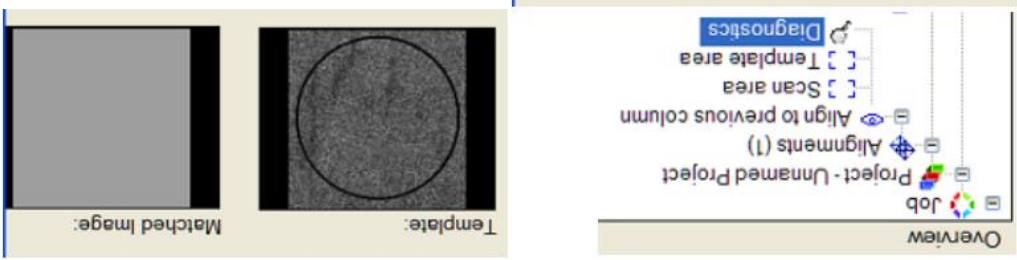 Overview
Job
Project - Unnamed Project
Alignments (1)
Align to previous column
Scan area
Template area
Diagnostics
Template:
Matched Image: